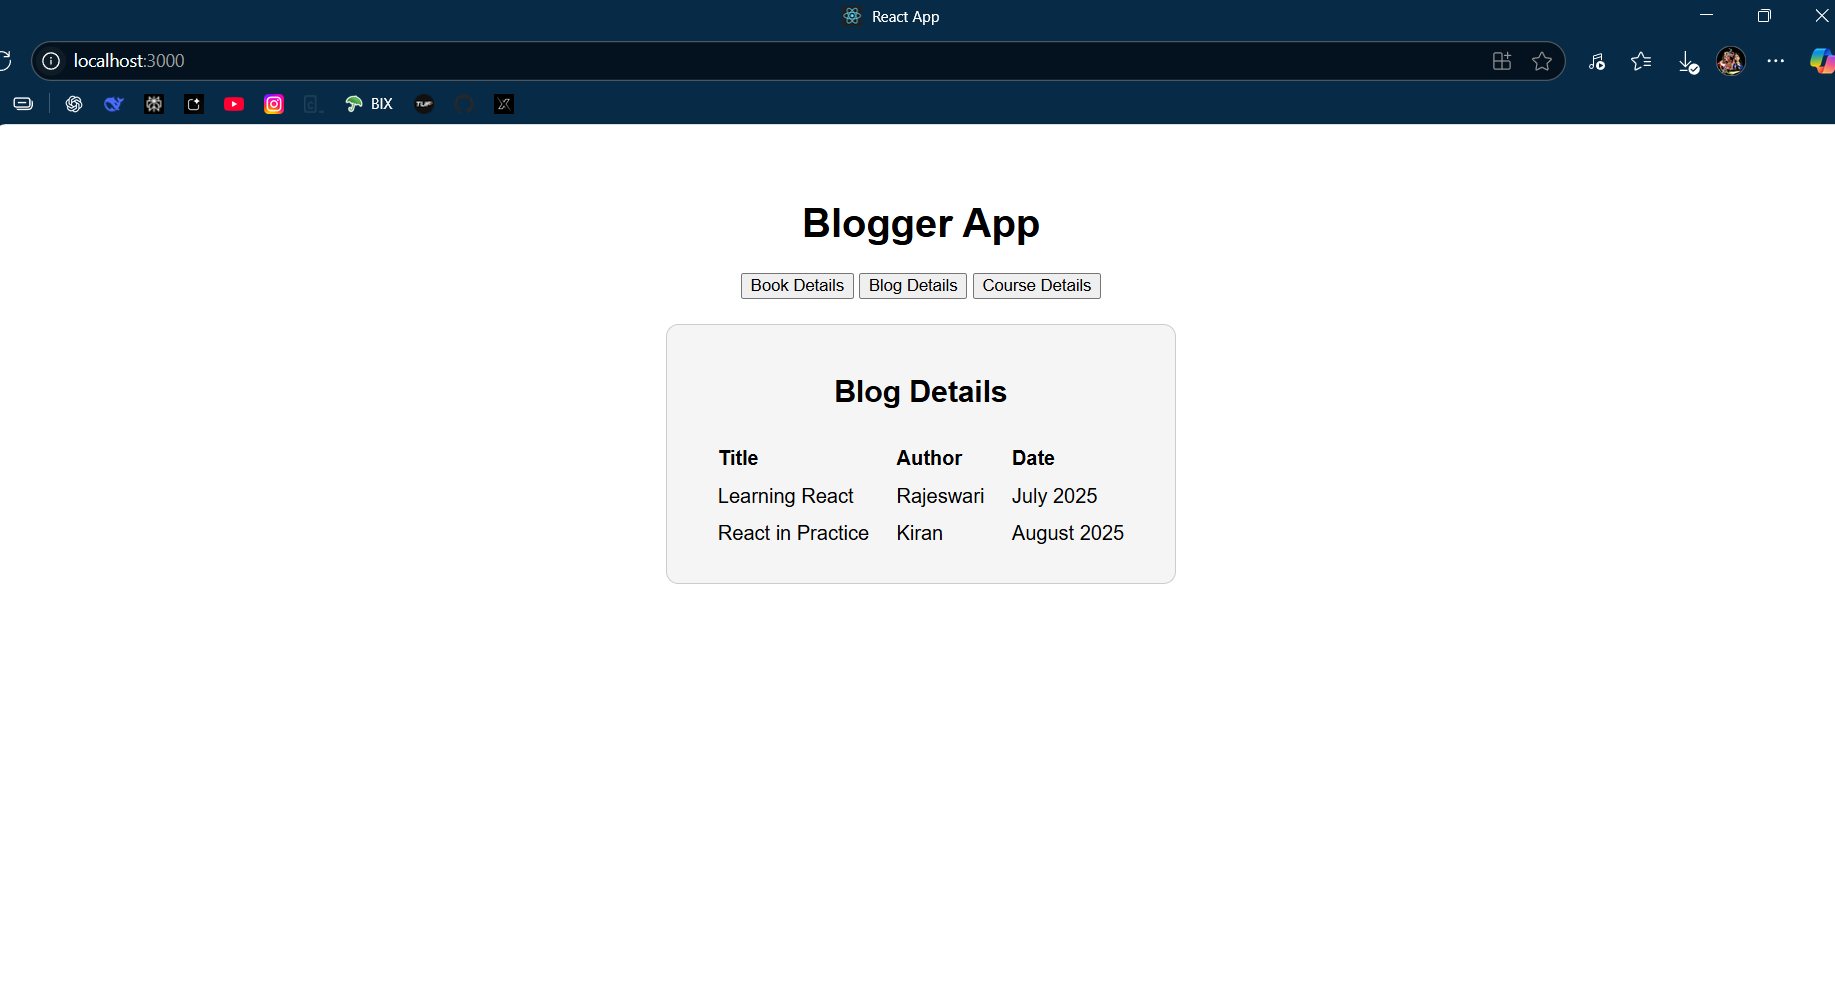 React App
localhost:3000
BIX
TUF
Blogger App
Book Details Blog Details Course Details
Blog Details
Title Author Date
Learning React Rajeswari July 2025
React in Practice Kiran August 2025